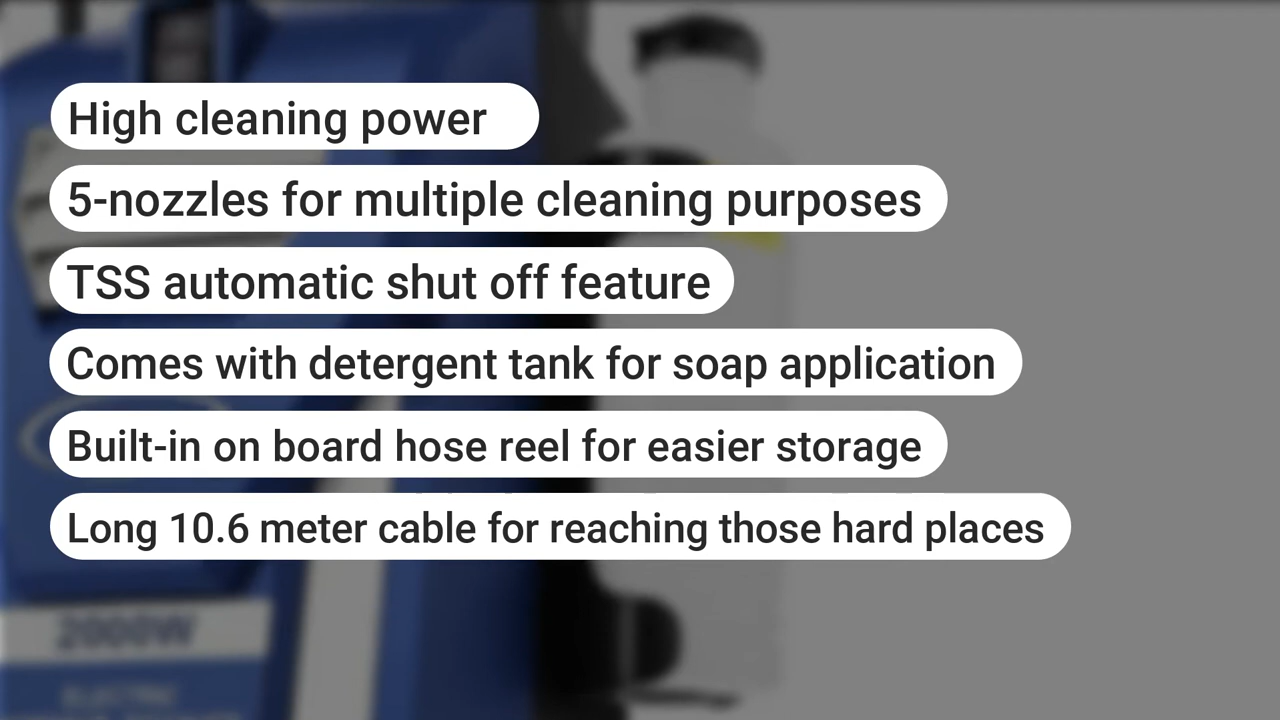 High cleaning power
5-nozzles for multiple cleaning purposes
TSS automatic shut off feature
Comes with detergent tank for soap application
Built-in on board hose reel for easier storage
Long 10.6 meter cable for reaching those hard places
2000W
ELECTRIC